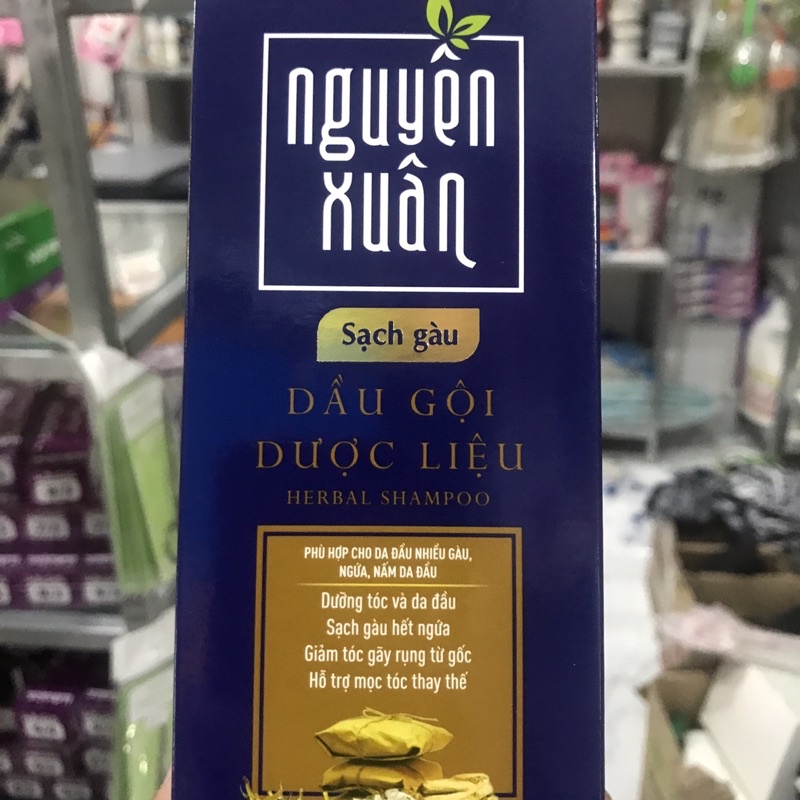 nguyên
xuân
Sạch gàu
DẦU GỘI
DƯỢC LIỆU
HERBAL SHAMPOO
PHÙ HỢP CHO DA ĐẦU NHIỀU GÀU,
NGỨA, NẤM DA ĐẦU
Dưỡng tóc và da đầu
Sạch gàu hết ngứa
Giảm tóc gãy rụng từ gốc
Hỗ trợ mọc tóc thay thế